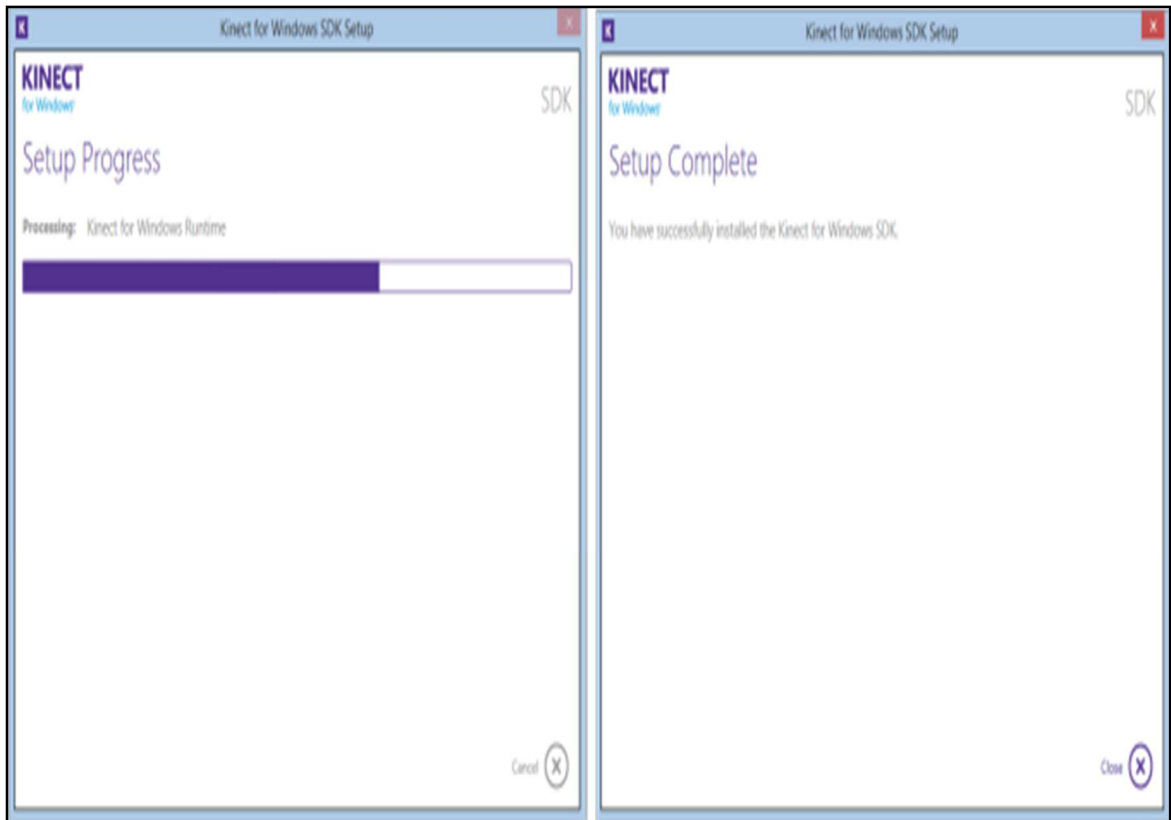 Kinect for Windows SDK Setup
KINECT
for Windows
SDK
Setup Progress
Processing: Kinect for Windows Runtime
Cancel
Kinect for Windows SDK Setup
KINECT
for Windows
SDK
Setup Complete
You have successfully installed the Kinect for Windows SDK.
Close